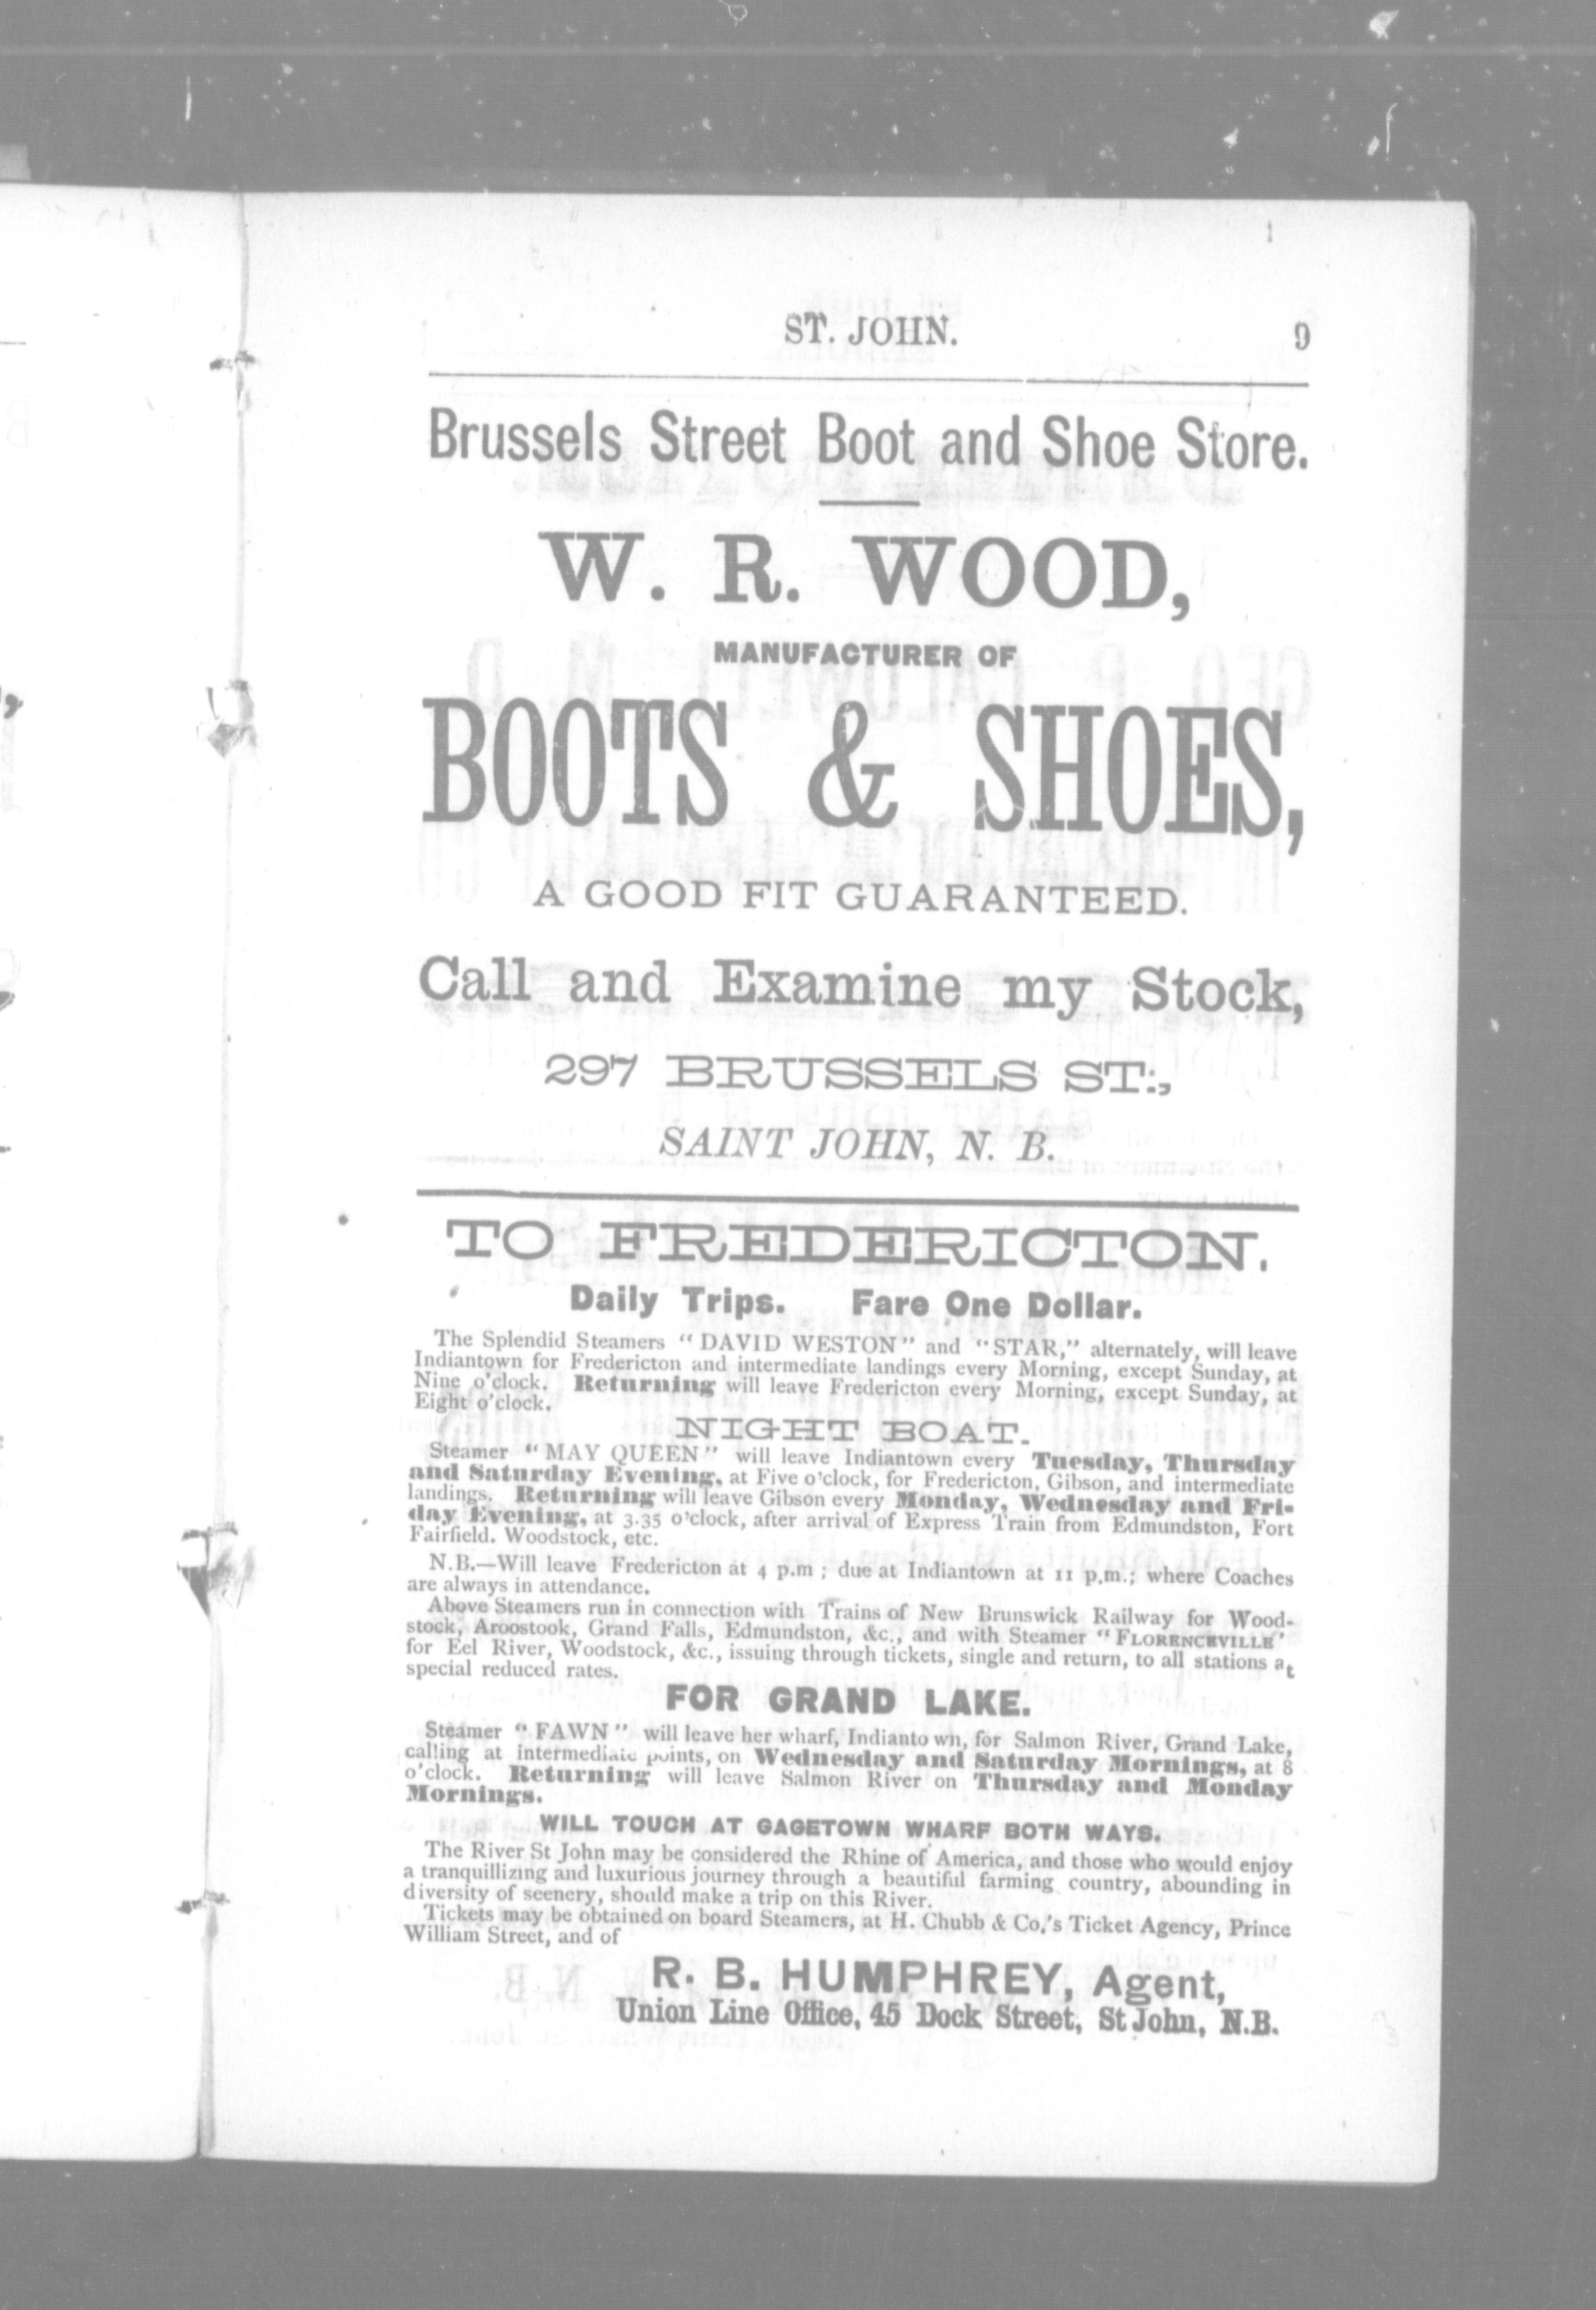 ST. JOHN. 9
Brussels Street Boot and Shoe Store.
W. R. WOOD,
MANUFACTURER OF
BOOTS & SHOES,
A GOOD FIT GUARANTEED.
Call and Examine my Stock,
297 BRUSSELS ST.,
SAINT JOHN, N. B.
TO FREDERICTON.
Daily Trips. Fare One Dollar.
The Splendid Steamers "DAVID WESTON" and "STAR," alternately, will leave
Indiantown for Fredericton and intermediate landings every Morning, except Sunday, at
Nine o'clock. Returning will leave Fredericton every Morning, except Sunday, at
Eight o'clock.
NIGHT BOAT.
Steamer "MAY QUEEN" will leave Indiantown every Tuesday, Thursday
and Saturday Evening, at Five o'clock, for Fredericton, Gibson, and intermediate
landings. Returning will leave Gibson every Monday, Wednesday and Fri-
day Evening, at 3.35 o'clock, after arrival of Express Train from Edmundston, Fort
Fairfield. Woodstock, etc.
N.B.—Will leave Fredericton at 4 p.m ; due at Indiantown at 11 p.m.; where Coaches
are always in attendance.
Above Steamers run in connection with Trains of New Brunswick Railway for Wood-
stock, Aroostook, Grand Falls, Edmundston, &c., and with Steamer "FLORENCEVILLE'
for Eel River, Woodstock, &c., issuing through tickets, single and return, to all stations at
special reduced rates.
FOR GRAND LAKE.
Steamer "FAWN" will leave her wharf, Indianto wn, for Salmon River, Grand Lake,
calling at intermediate points, on Wednesday and Saturday Mornings, at 8
o'clock. Returning will leave Salmon River on Thursday and Monday
Mornings.
WILL TOUCH AT GAGETOWN WHARF BOTH WAYS.
The River St John may be considered the Rhine of America, and those who would enjoy
a tranquillizing and luxurious journey through a beautiful farming country, abounding in
diversity of scenery, should make a trip on this River.
Tickets may be obtained on board Steamers, at H. Chubb & Co.'s Ticket Agency, Prince
William Street, and of
R. B. HUMPHREY, Agent,
Union Line Office, 45 Dock Street, St John, N.B.